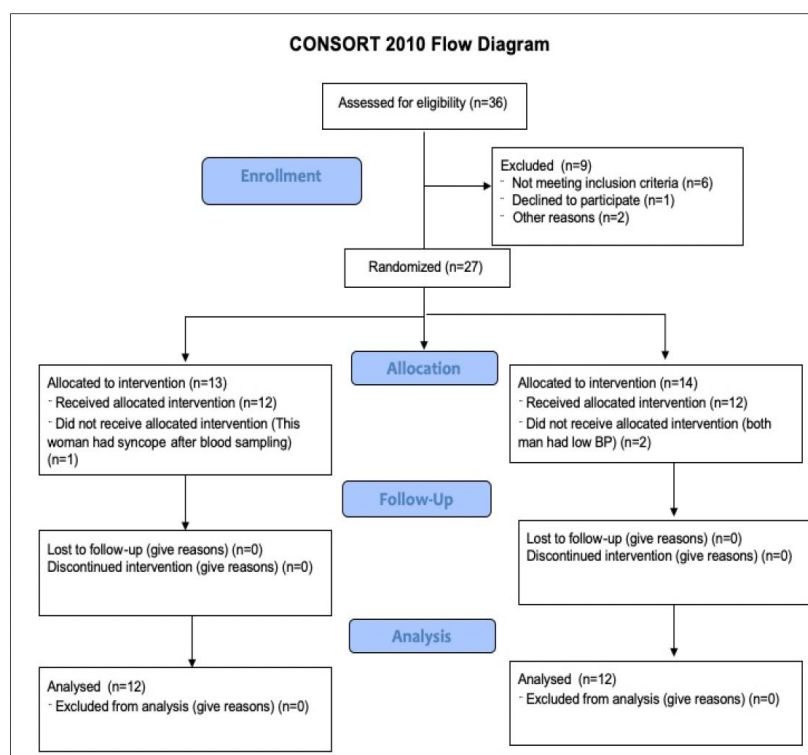 CONSORT 2010 Flow Diagram
Assessed for eligibility (n=36)
Enrollment
Excluded (n=9)
- Not meeting inclusion criteria (n=6)
- Declined to participate (n=1)
- Other reasons (n=2)
Randomized (n=27)
Allocation
Allocated to intervention (n=13)
- Received allocated intervention (n=12)
- Did not receive allocated intervention (This
woman had syncope after blood sampling)
(n=1)
Allocated to intervention (n=14)
- Received allocated intervention (n=12)
- Did not receive allocated intervention (both
man had low BP) (n=2)
Follow-Up
Lost to follow-up (give reasons) (n=0)
Discontinued intervention (give reasons) (n=0)
Lost to follow-up (give reasons) (n=0)
Discontinued intervention (give reasons) (n=0)
Analysis
Analysed (n=12)
- Excluded from analysis (give reasons) (n=0)
Analysed (n=12)
- Excluded from analysis (give reasons) (n=0)